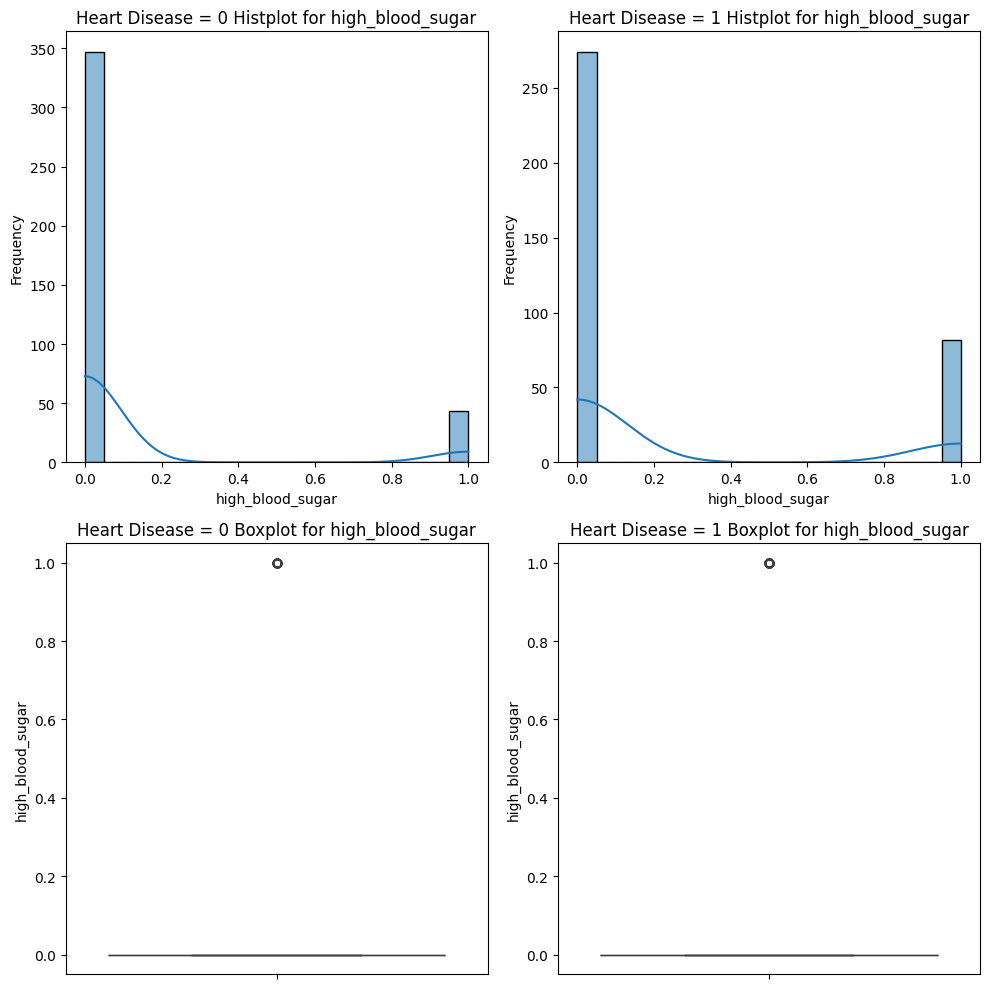 Heart Disease = 0 Histplot for high_blood_sugar
350
300
250
200
150
100
50
0
Frequency
0.0 0.2 0.4 0.6 0.8 1.0
high_blood_sugar
Heart Disease = 1 Histplot for high_blood_sugar
250
200
150
100
50
0
Frequency
0.0 0.2 0.4 0.6 0.8 1.0
high_blood_sugar
Heart Disease = 0 Boxplot for high_blood_sugar
1.0
0.8
0.6
0.4
0.2
0.0
high_blood_sugar
Heart Disease = 1 Boxplot for high_blood_sugar
1.0
0.8
0.6
0.4
0.2
0.0
high_blood_sugar